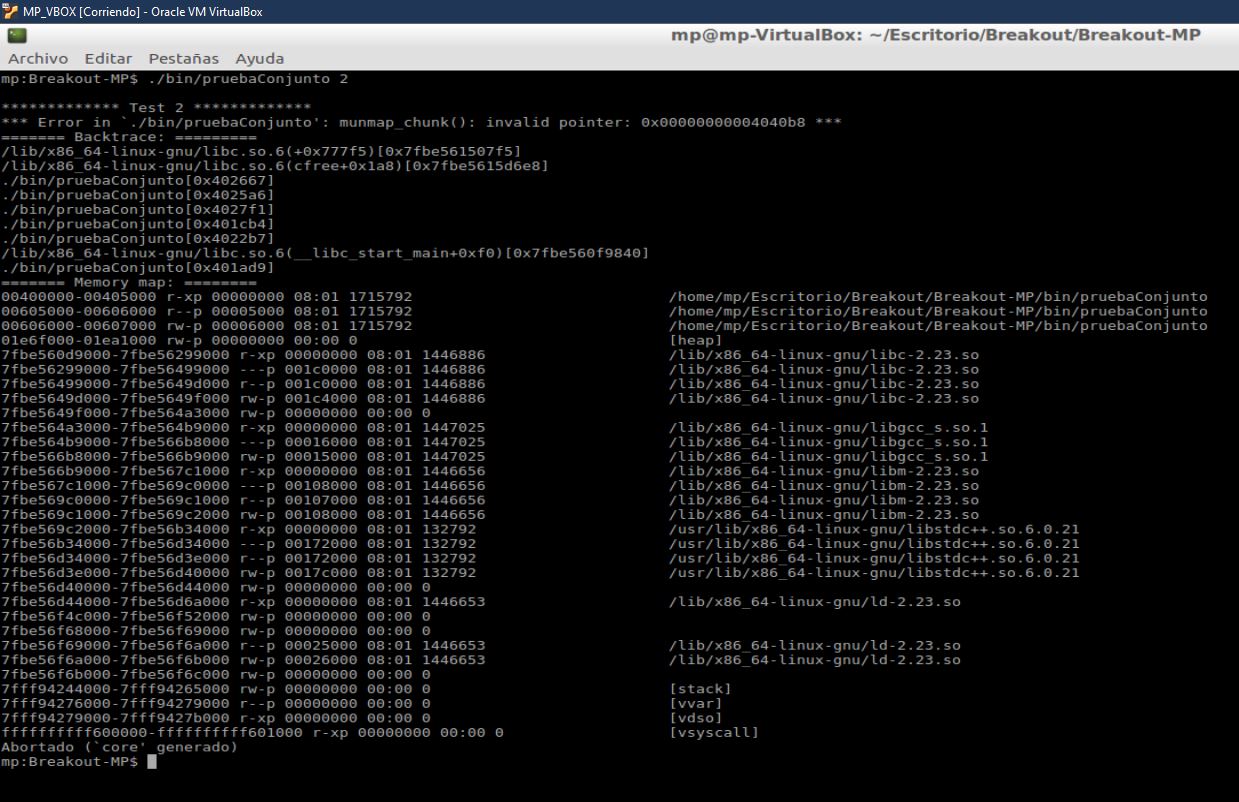 MP_VBOX [Corriendo] - Oracle VM VirtualBox
mp@mp-VirtualBox: ~/Escritorio/Breakout/Breakout-MP
Archivo Editar Pestañas Ayuda
mp:Breakout-MP$ ./bin/pruebaConjunto 2
************* Test 2 *************
*** Error in `./bin/pruebaConjunto': munmap_chunk(): invalid pointer: 0x00000000004040b8 ***
======= Backtrace: =========
/lib/x86_64-linux-gnu/libc.so.6(+0x777f5)[0x7fbe561507f5]
/lib/x86_64-linux-gnu/libc.so.6(cfree+0x1a8)[0x7fbe5615d6e8]
./bin/pruebaConjunto[0x402667]
./bin/pruebaConjunto[0x4025a6]
./bin/pruebaConjunto[0x4027f1]
./bin/pruebaConjunto[0x401cb4]
./bin/pruebaConjunto[0x4022b7]
/lib/x86_64-linux-gnu/libc.so.6(__libc_start_main+0xf0)[0x7fbe560f9840]
./bin/pruebaConjunto[0x401ad9]
======= Memory map: ========
00400000-00405000 r-xp 00000000 08:01 1715792 /home/mp/Escritorio/Breakout/Breakout-MP/bin/pruebaConjunto
00605000-00606000 r--p 00005000 08:01 1715792 /home/mp/Escritorio/Breakout/Breakout-MP/bin/pruebaConjunto
00606000-00607000 rw-p 00006000 08:01 1715792 /home/mp/Escritorio/Breakout/Breakout-MP/bin/pruebaConjunto
01e6f000-01ea1000 rw-p 00000000 00:00 0 [heap]
7fbe560d9000-7fbe56299000 r-xp 00000000 08:01 1446886 /lib/x86_64-linux-gnu/libc-2.23.so
7fbe56299000-7fbe56499000 ---p 001c0000 08:01 1446886 /lib/x86_64-linux-gnu/libc-2.23.so
7fbe56499000-7fbe5649d000 r--p 001c0000 08:01 1446886 /lib/x86_64-linux-gnu/libc-2.23.so
7fbe5649d000-7fbe5649f000 rw-p 001c4000 08:01 1446886 /lib/x86_64-linux-gnu/libc-2.23.so
7fbe5649f000-7fbe564a3000 rw-p 00000000 00:00 0
7fbe564a3000-7fbe564b9000 r-xp 00000000 08:01 1447025 /lib/x86_64-linux-gnu/libgcc_s.so.1
7fbe564b9000-7fbe566b8000 ---p 00016000 08:01 1447025 /lib/x86_64-linux-gnu/libgcc_s.so.1
7fbe566b8000-7fbe566b9000 rw-p 00015000 08:01 1447025 /lib/x86_64-linux-gnu/libgcc_s.so.1
7fbe566b9000-7fbe567c1000 r-xp 00000000 08:01 1446656 /lib/x86_64-linux-gnu/libm-2.23.so
7fbe567c1000-7fbe569c0000 ---p 00108000 08:01 1446656 /lib/x86_64-linux-gnu/libm-2.23.so
7fbe569c0000-7fbe569c1000 r--p 00107000 08:01 1446656 /lib/x86_64-linux-gnu/libm-2.23.so
7fbe569c1000-7fbe569c2000 rw-p 00108000 08:01 1446656 /lib/x86_64-linux-gnu/libm-2.23.so
7fbe569c2000-7fbe56b34000 r-xp 00000000 08:01 132792 /usr/lib/x86_64-linux-gnu/libstdc++.so.6.0.21
7fbe56b34000-7fbe56d34000 ---p 00172000 08:01 132792 /usr/lib/x86_64-linux-gnu/libstdc++.so.6.0.21
7fbe56d34000-7fbe56d3e000 r--p 00172000 08:01 132792 /usr/lib/x86_64-linux-gnu/libstdc++.so.6.0.21
7fbe56d3e000-7fbe56d40000 rw-p 0017c000 08:01 132792 /usr/lib/x86_64-linux-gnu/libstdc++.so.6.0.21
7fbe56d40000-7fbe56d44000 rw-p 00000000 00:00 0
7fbe56d44000-7fbe56d6a000 r-xp 00000000 08:01 1446653 /lib/x86_64-linux-gnu/ld-2.23.so
7fbe56f4c000-7fbe56f52000 rw-p 00000000 00:00 0
7fbe56f68000-7fbe56f69000 rw-p 00000000 00:00 0
7fbe56f69000-7fbe56f6a000 r--p 00025000 08:01 1446653 /lib/x86_64-linux-gnu/ld-2.23.so
7fbe56f6a000-7fbe56f6b000 rw-p 00026000 08:01 1446653 /lib/x86_64-linux-gnu/ld-2.23.so
7fbe56f6b000-7fbe56f6c000 rw-p 00000000 00:00 0
7fff94244000-7fff94265000 rw-p 00000000 00:00 0 [stack]
7fff94276000-7fff94279000 r--p 00000000 00:00 0 [vvar]
7fff94279000-7fff9427b000 r-xp 00000000 00:00 0 [vdso]
ffffffffff600000-ffffffffff601000 r-xp 00000000 00:00 0 [vsyscall]
Abortado (`core' generado)
mp:Breakout-MP$